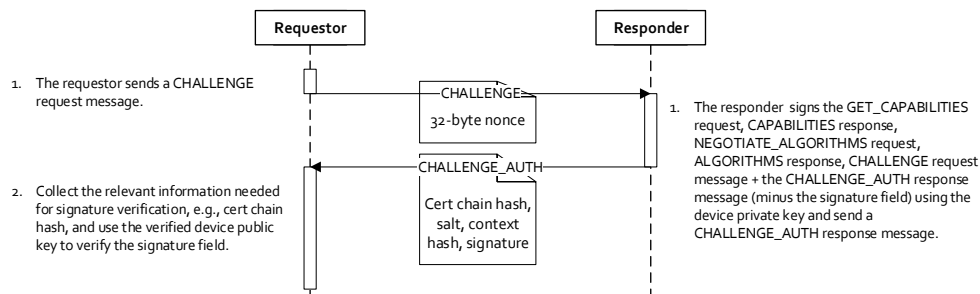 Requestor
Responder
1. The requestor sends a CHALLENGE
request message.
CHALLENGE
32-byte nonce
1. The responder signs the GET_CAPABILITIES
request, CAPABILITIES response,
NEGOTIATE_ALGORITHMS request,
ALGORITHMS response, CHALLENGE request
message + the CHALLENGE_AUTH response
message (minus the signature field) using the
device private key and send a
CHALLENGE_AUTH response message.
CHALLENGE_AUTH
Cert chain hash,
salt, context
hash, signature
2. Collect the relevant information needed
for signature verification, e.g., cert chain
hash, and use the verified device public
key to verify the signature field.